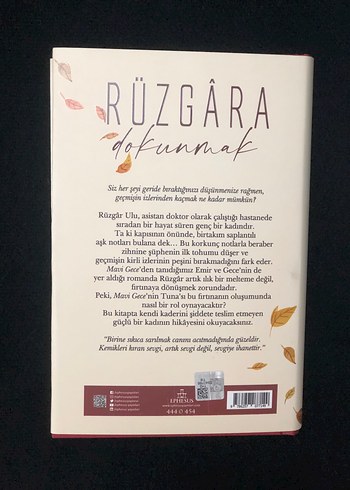 RÜZGÂRA
dokunmak
Siz her şeyi geride bıraktığınızı düşünmenize rağmen,
geçmişin izlerinden kaçmak ne kadar mümkün?
Rüzgâr Ulu, asistan doktor olarak çalıştığı hastanede
sıradan bir hayat süren genç bir kadındır.
Ta ki kapısının önünde, birtakım saplantılı
aşk notları bulana dek... Bu korkunç notlarla beraber
zihnine şüphenin ilk tohumu düşer ve
geçmişin kirli izlerinin peşini bırakmadığını fark eder.
Mavi Gece'den tanıdığımız Emir ve Gece'nin de
yer aldığı romanda Rüzgâr artık ılık bir melteme değil,
fırtınaya dönüşmek zorundadır.
Peki, Mavi Gece'nin Tuna'sı bu fırtınanın oluşumunda
nasıl bir rol oynayacaktır?
Bu kitapta kendi kaderini şiddete teslim etmeyen
güçlü bir kadının hikâyesini okuyacaksınız.
"Birine sıkıca sarılmak canını acıtmadığında güzeldir.
Kemikleri kıran sevgi, artık sevgi değil, sevgiye ihanettir."
EPHESUS
444 0 454